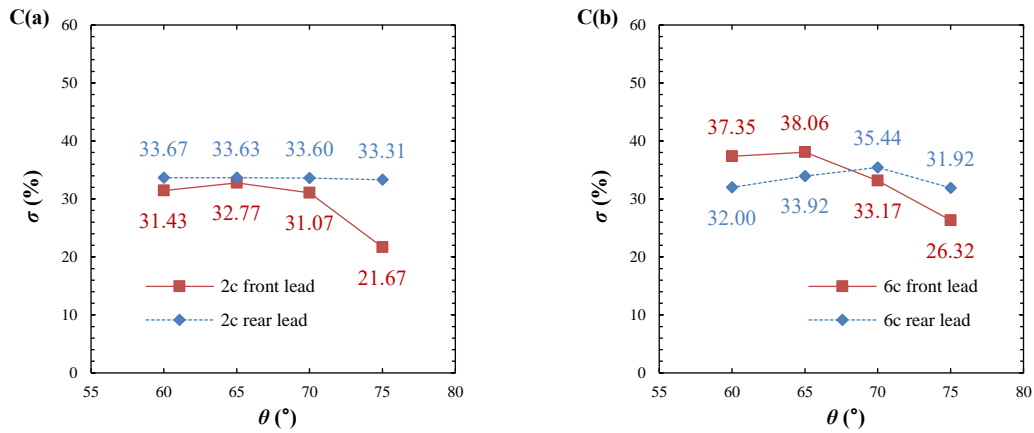 C(a)
60
50
40
30
20
10
0
σ (%)
33.67 33.63 33.60 33.31
31.43 32.77 31.07 21.67
2c front lead
2c rear lead
55 60 65 70 75 80
θ (°)
C(b)
60
50
40
30
20
10
0
σ (%)
37.35 38.06 35.44 31.92
32.00 33.92 33.17 26.32
6c front lead
6c rear lead
55 60 65 70 75 80
θ (°)